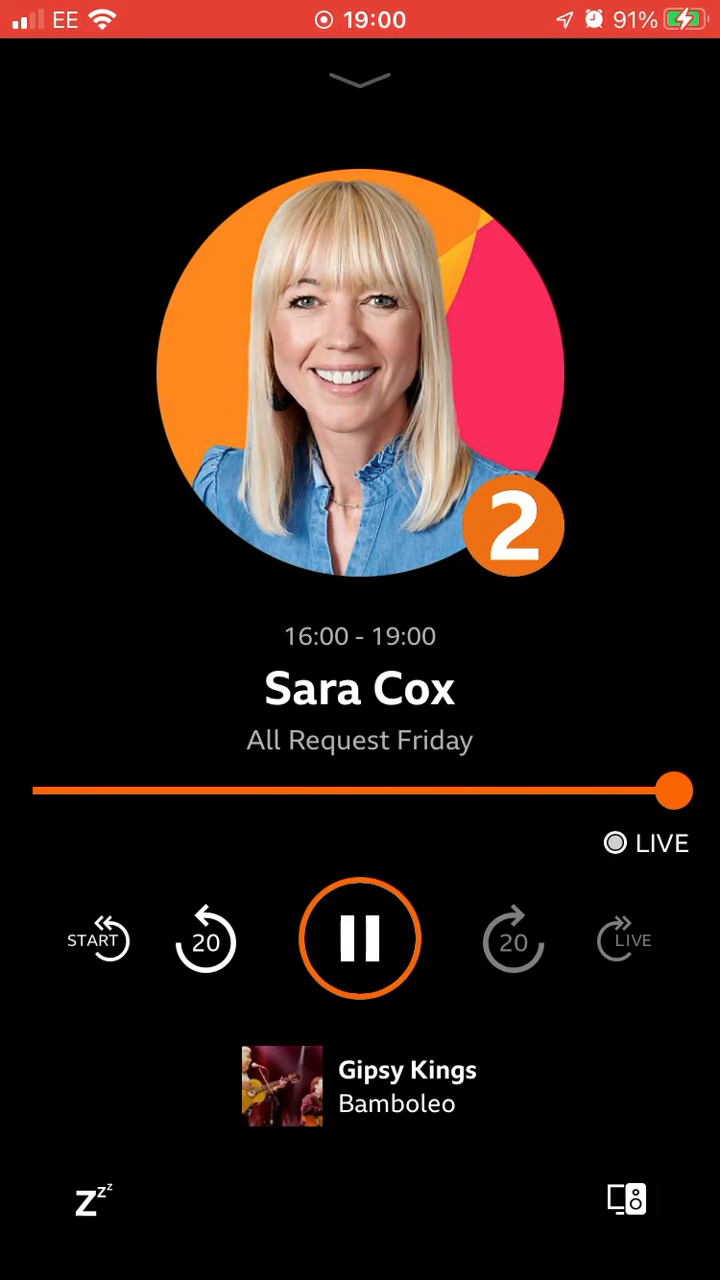 EE 19:00 91%
2
16:00 - 19:00
Sara Cox
All Request Friday
LIVE
START 20 20 LIVE
Gipsy Kings
Bamboleo
zzz